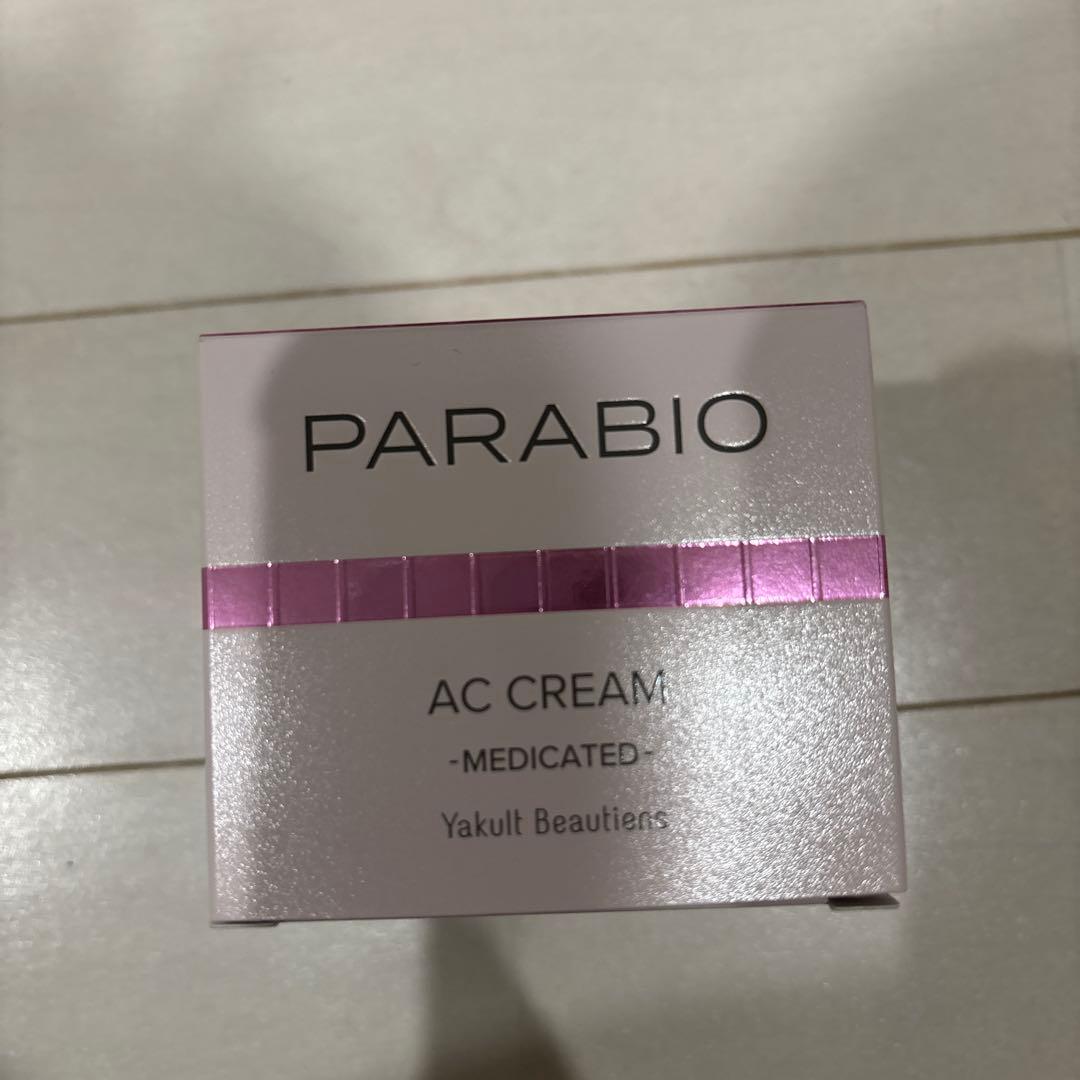 PARABIO
AC CREAM
-MEDICATED-
Yakult Beautiens